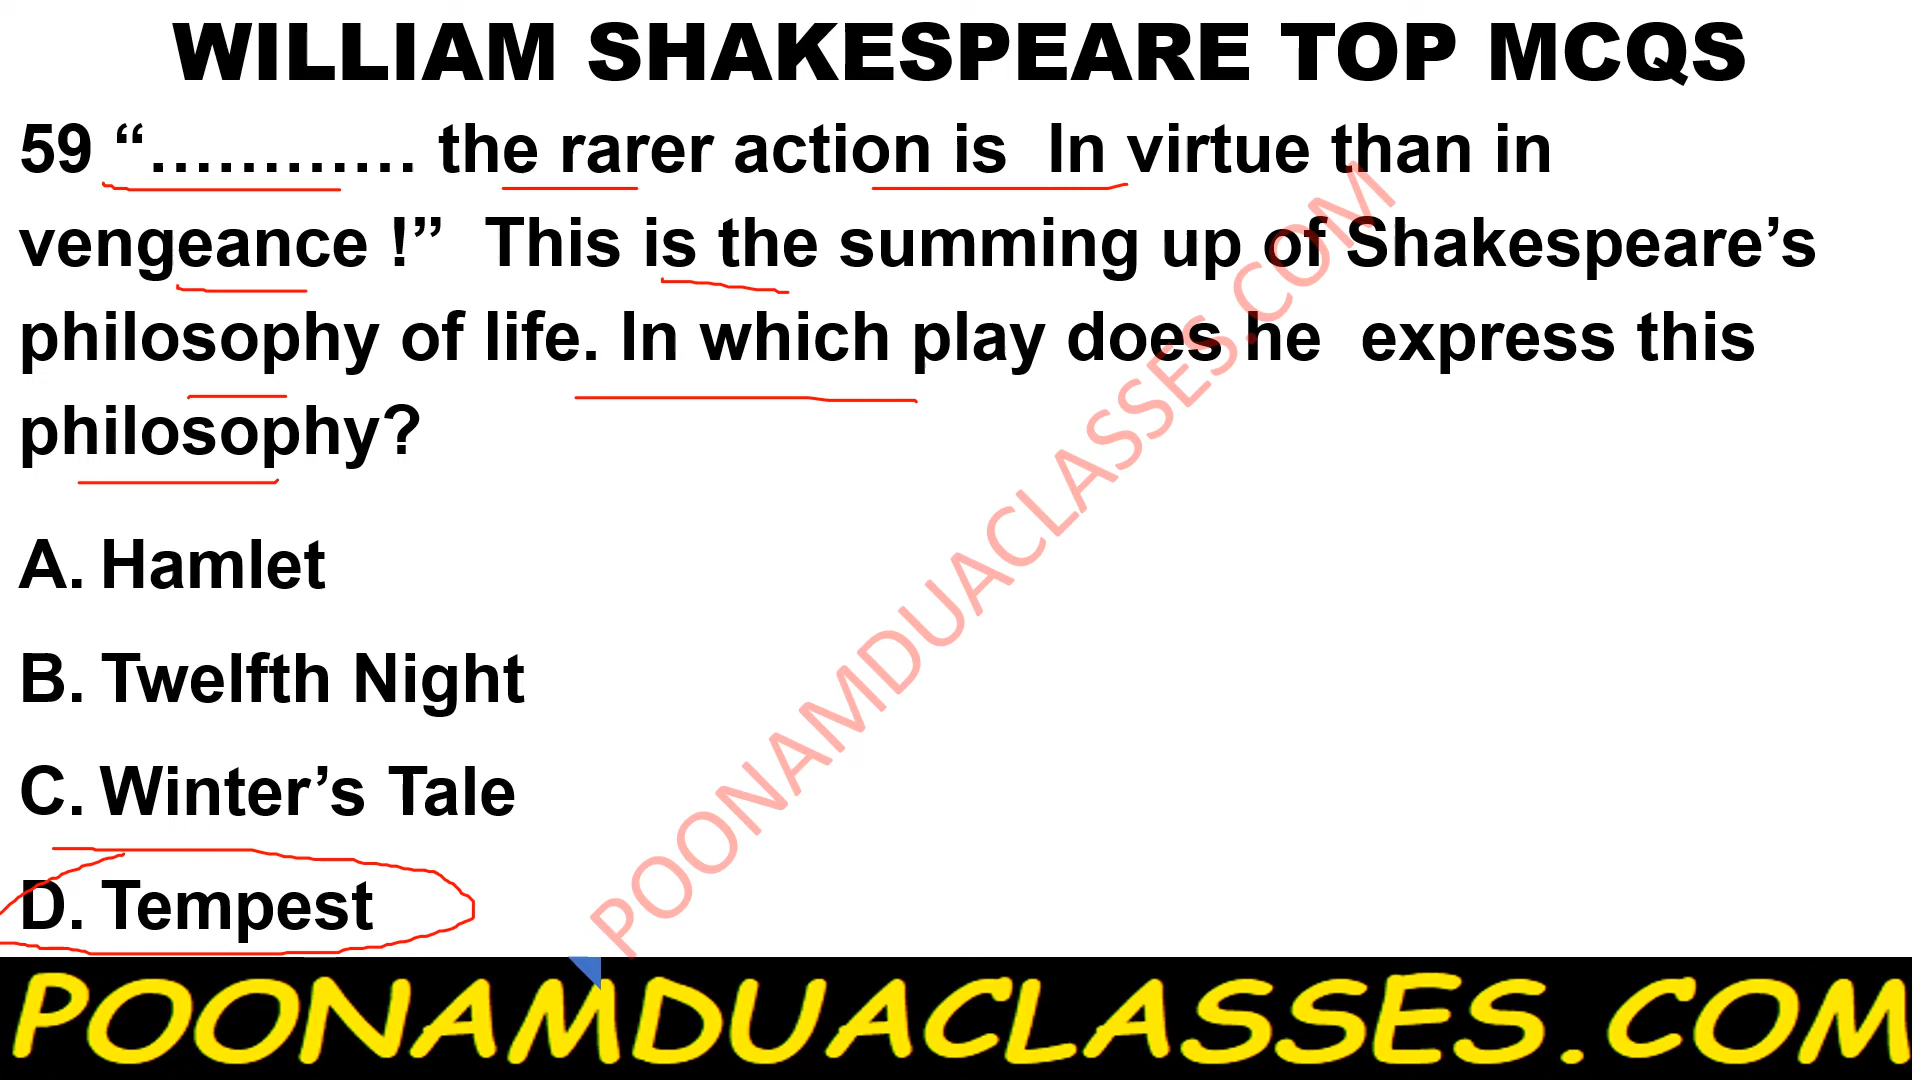 WILLIAM SHAKESPEARE TOP MCQS
59 “………… the rarer action is In virtue than in
vengeance !” This is the summing up of Shakespeare’s
philosophy of life. In which play does he express this
philosophy?
A. Hamlet
B. Twelfth Night
C. Winter’s Tale
D. Tempest
POONAMDUACLASSES.COM
POONAMDUACLASSES.COM